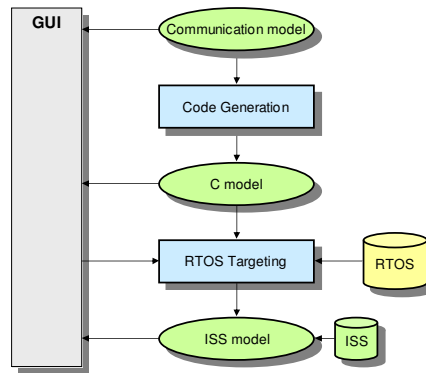 GUI
Communication model
Code Generation
C model
RTOS Targeting
RTOS
ISS model
ISS